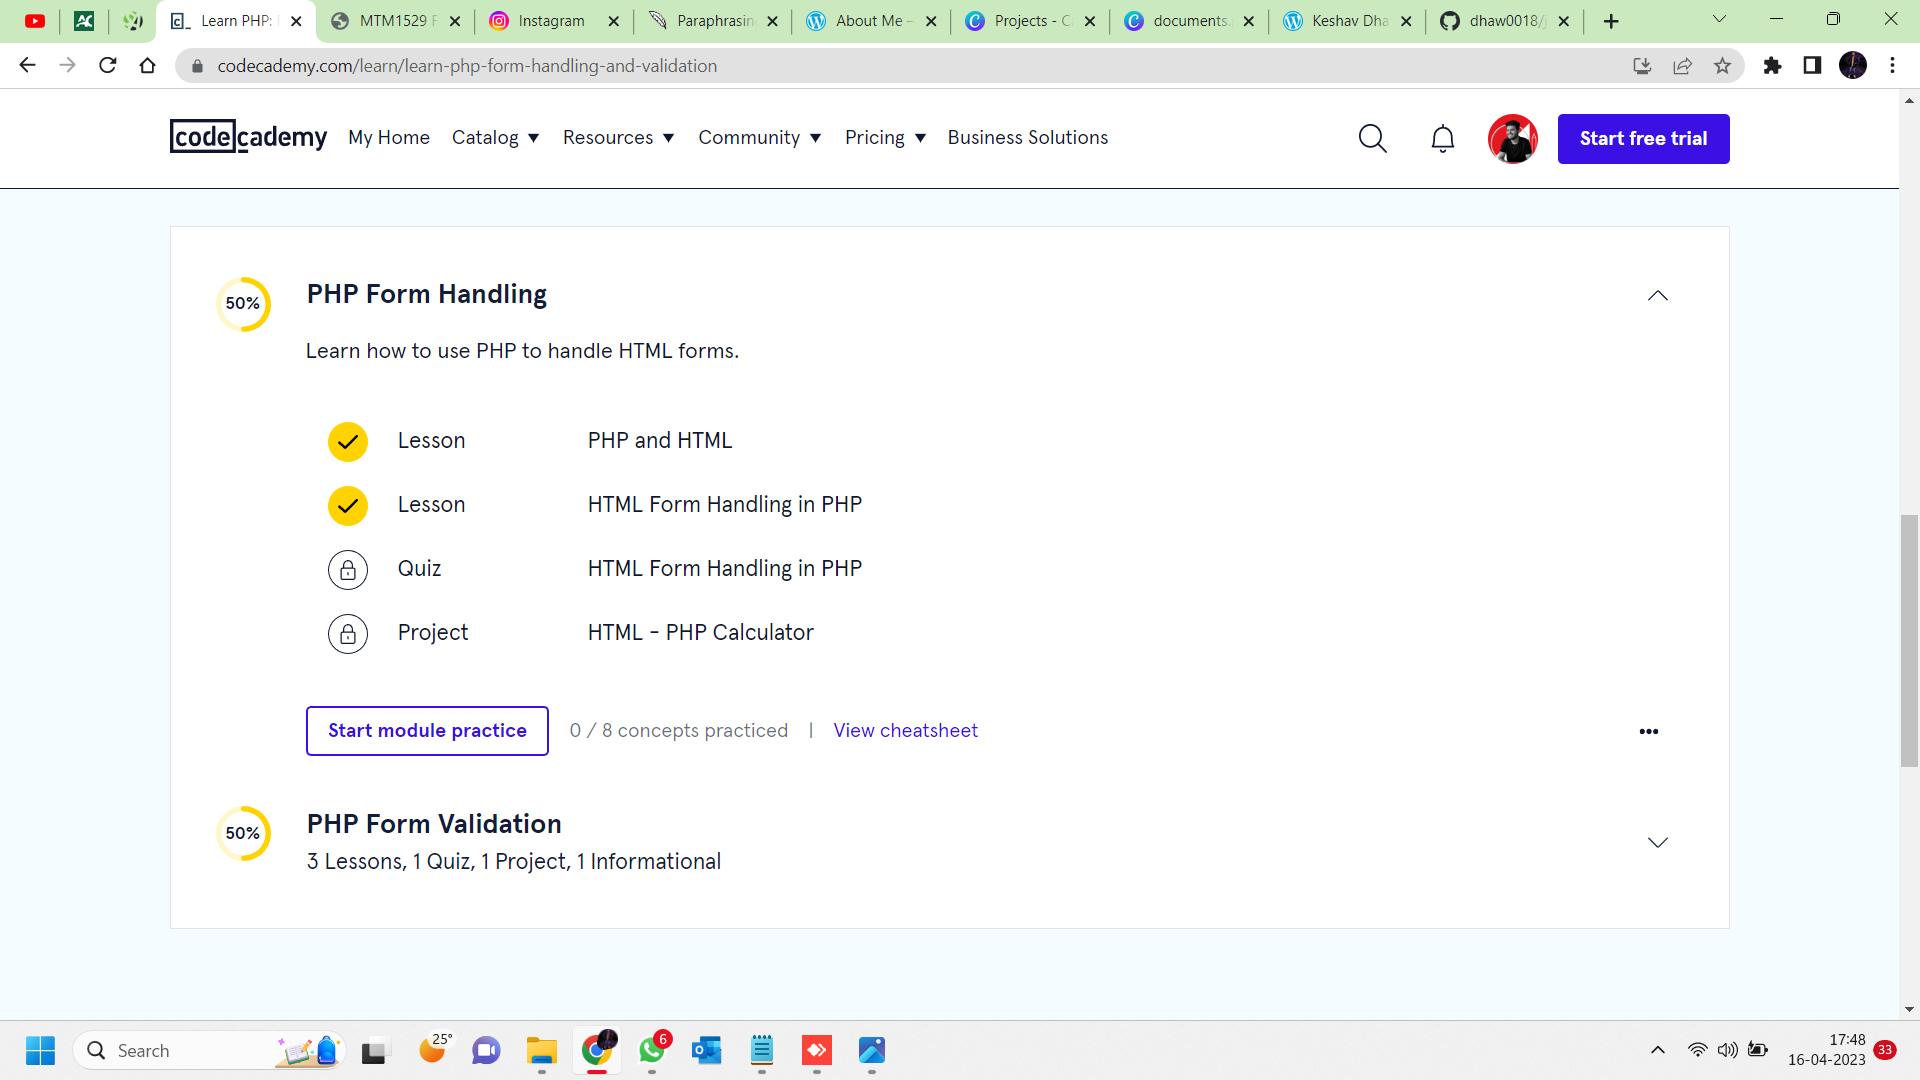 Learn PHP:
MTM1529 F
Instagram
Paraphrasin
About Me –
Projects - C
documents.
Keshav Dha
dhaw0018/j
codecademy.com/learn/learn-php-form-handling-and-validation
codecademy
My Home
Catalog
Resources
Community
Pricing
Business Solutions
Start free trial
50%
PHP Form Handling
Learn how to use PHP to handle HTML forms.
Lesson PHP and HTML
Lesson HTML Form Handling in PHP
Quiz HTML Form Handling in PHP
Project HTML - PHP Calculator
Start module practice
0 / 8 concepts practiced | View cheatsheet
50%
PHP Form Validation
3 Lessons, 1 Quiz, 1 Project, 1 Informational
Search
25°
6
17:48
16-04-2023
33